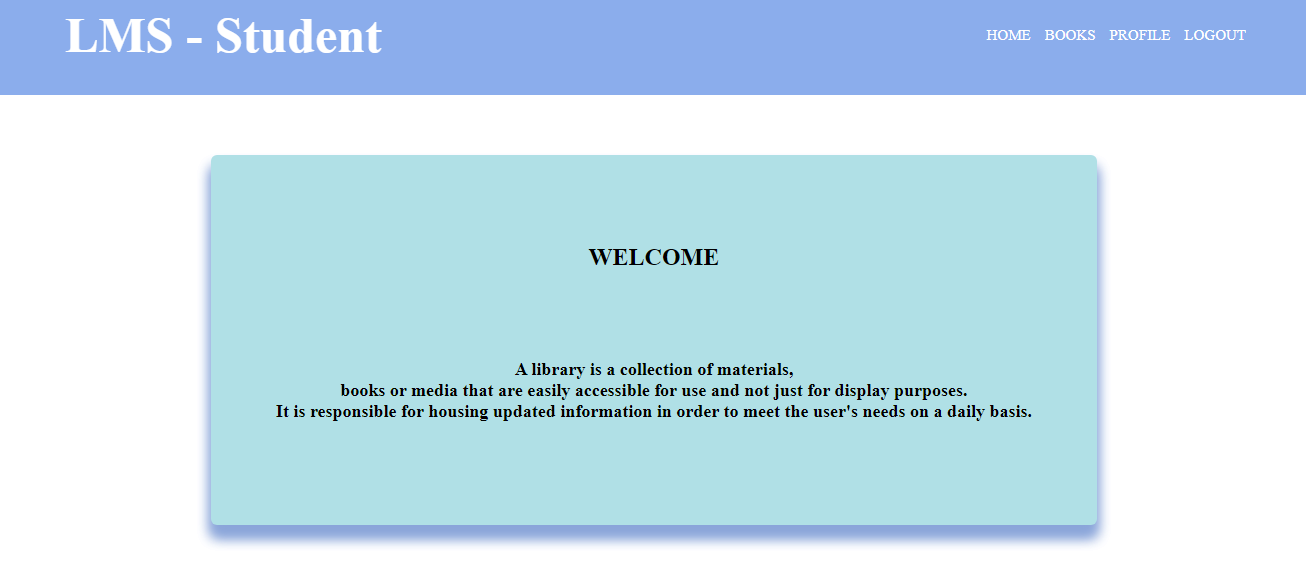 LMS - Student
HOME BOOKS PROFILE LOGOUT
WELCOME
A library is a collection of materials,
books or media that are easily accessible for use and not just for display purposes.
It is responsible for housing updated information in order to meet the user's needs on a daily basis.